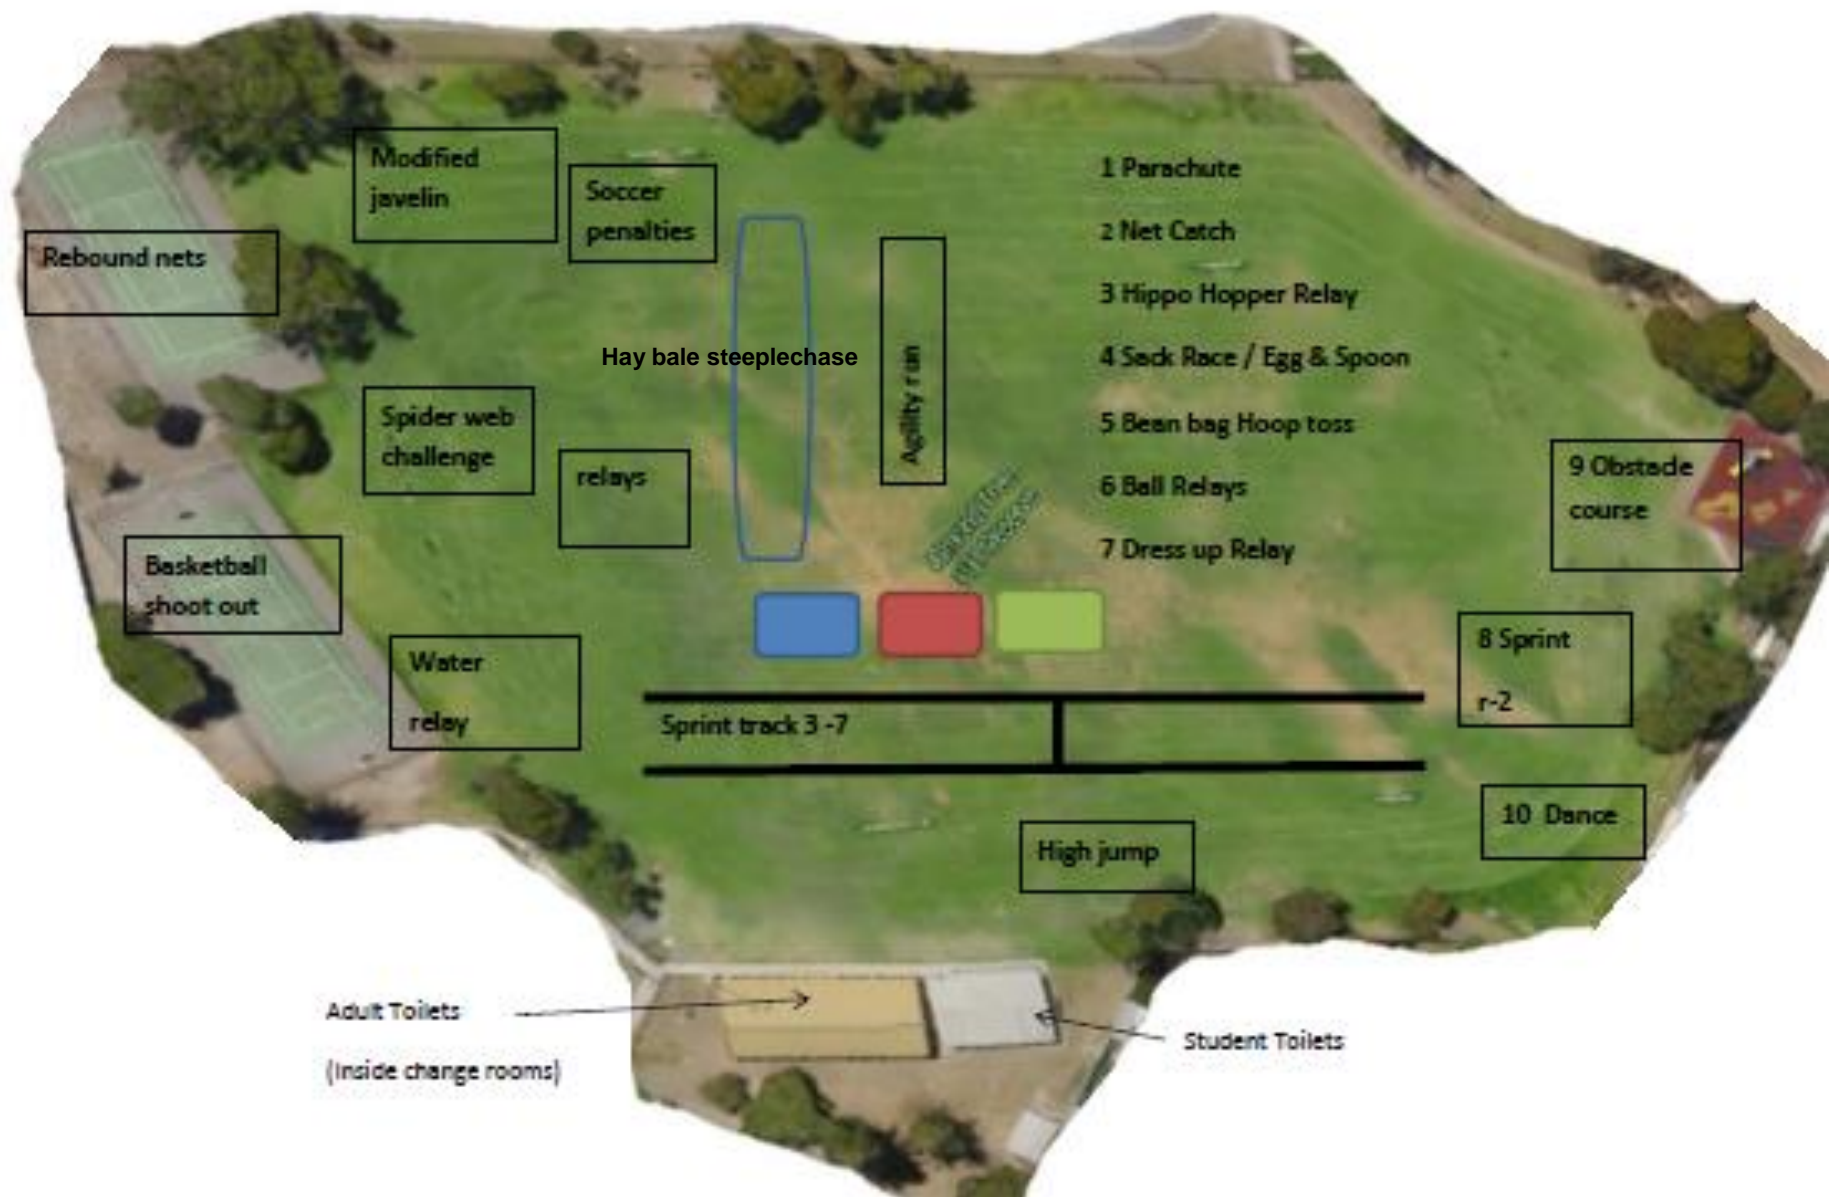 Modified
javelin
Soccer
penalties
Rebound nets
Hay bale steeplechase
Agility run
Spider web
challenge
relays
Basketball
shoot out
Water
relay
1 Parachute
2 Net Catch
3 Hippo Hopper Relay
4 Sack Race / Egg & Spoon
5 Bean bag Hoop toss
6 Ball Relays
7 Dress up Relay
9 Obstacle
course
8 Sprint
r-2
Sprint track 3 -7
10 Dance
High jump
Adult Toilets
(Inside change rooms)
Student Toilets